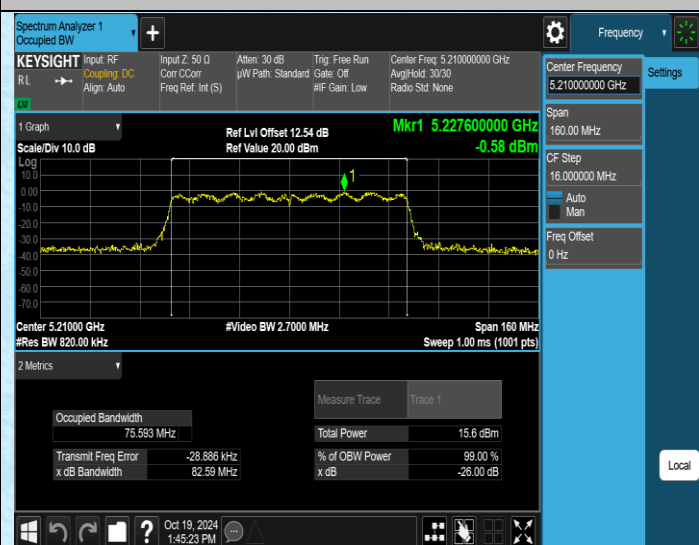 Spectrum Analyzer 1
Occupied BW
+
Frequency
KEYSIGHT
RL
LXI
Input: RF
Coupling: DC
Align: Auto
Input Z: 50 Ω
Corr CCorr
Freq Ref: Int (S)
Atten: 30 dB
µW Path: Standard
Trig: Free Run
Gate: Off
#IF Gain: Low
Center Freq: 5.210000000 GHz
Avg|Hold: 30/30
Radio Std: None
Center Frequency
5.210000000 GHz
Settings
Span
160.00 MHz
CF Step
16.000000 MHz
Auto
Man
Freq Offset
0 Hz
Local
1 Graph
Scale/Div 10.0 dB
Ref Lvl Offset 12.54 dB
Ref Value 20.00 dBm
Mkr1 5.227600000 GHz
-0.58 dBm
Log
10.0
0.00
-10.0
-20.0
-30.0
-40.0
-50.0
-60.0
-70.0
1
Center 5.21000 GHz
#Res BW 820.00 kHz
#Video BW 2.7000 MHz
Span 160 MHz
Sweep 1.00 ms (1001 pts)
2 Metrics
Measure Trace
Trace 1
Occupied Bandwidth
75.593 MHz
Total Power
15.6 dBm
Transmit Freq Error
-28.886 kHz
% of OBW Power
99.00 %
x dB Bandwidth
82.59 MHz
x dB
-26.00 dB
?
Oct 19, 2024
1:45:23 PM